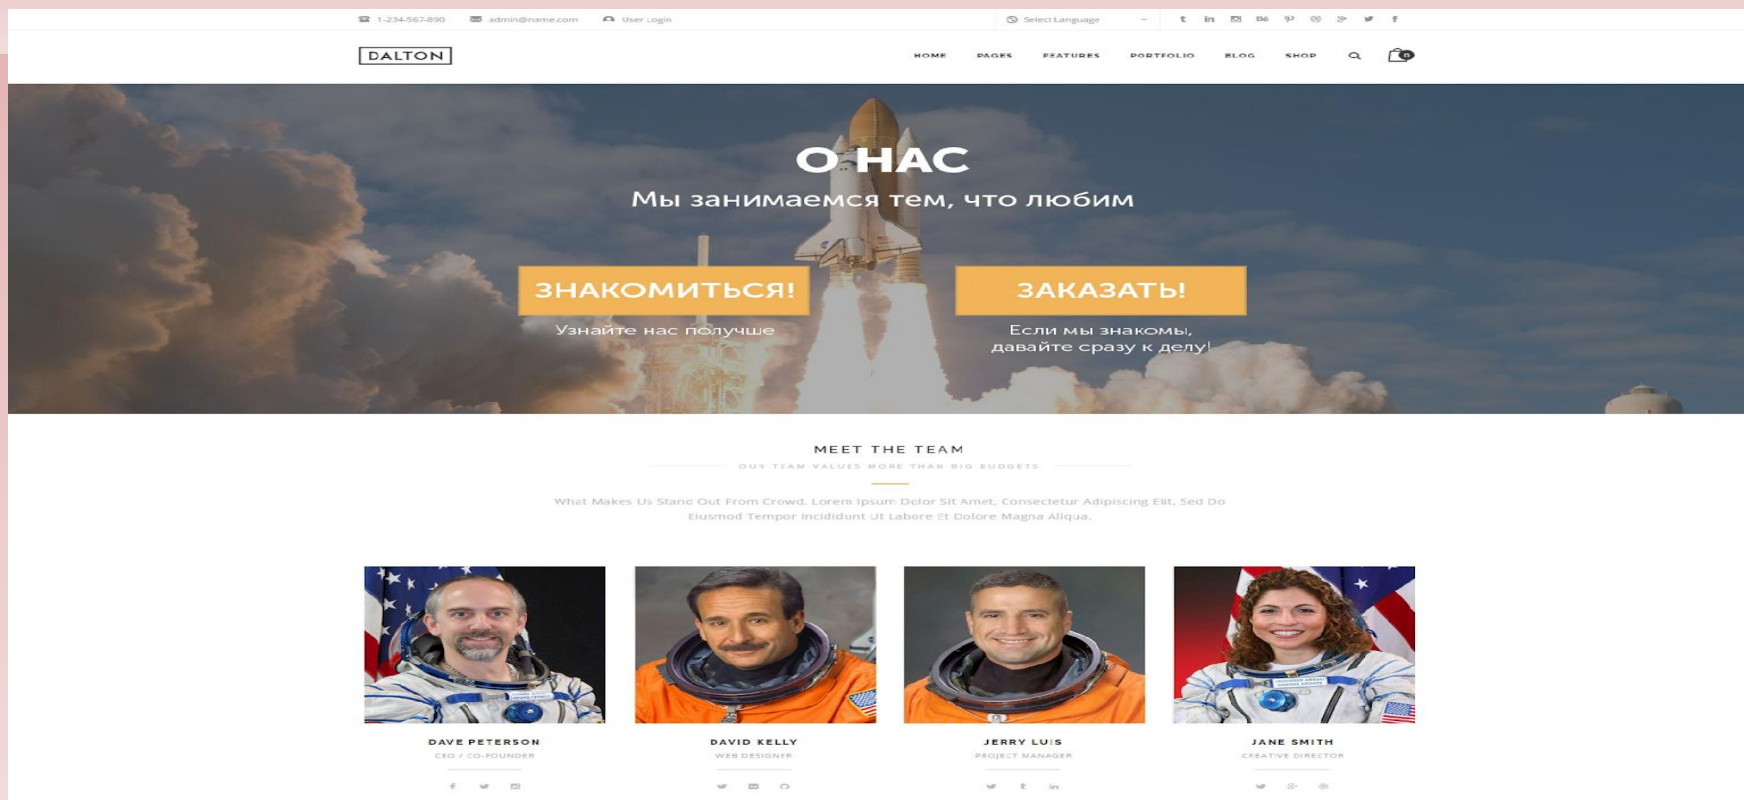 1-234-567-890 admin@name.com User Login Select Language
DALTON HOME PAGES FEATURES PORTFOLIO BLOG SHOP 0
О НАС
Мы занимаемся тем, что любим
ЗНАКОМИТЬСЯ! ЗАКАЗАТЬ!
Узнайте нас получше Если мы знакомы,
давайте сразу к делу!
MEET THE TEAM
OUR TEAM VALUES MORE THAN BIG BUDGETS
What Makes Us Stand Out From Crowd, Lorem Ipsum Dolor Sit Amet, Consectetur Adipiscing Elit, Sed Do
Eiusmod Tempor Incididunt Ut Labore Et Dolore Magna Aliqua.
DAVE PETERSON DAVID KELLY JERRY LUIS JANE SMITH
CEO / CO-FOUNDER WEB DESIGNER PROJECT MANAGER CREATIVE DIRECTOR